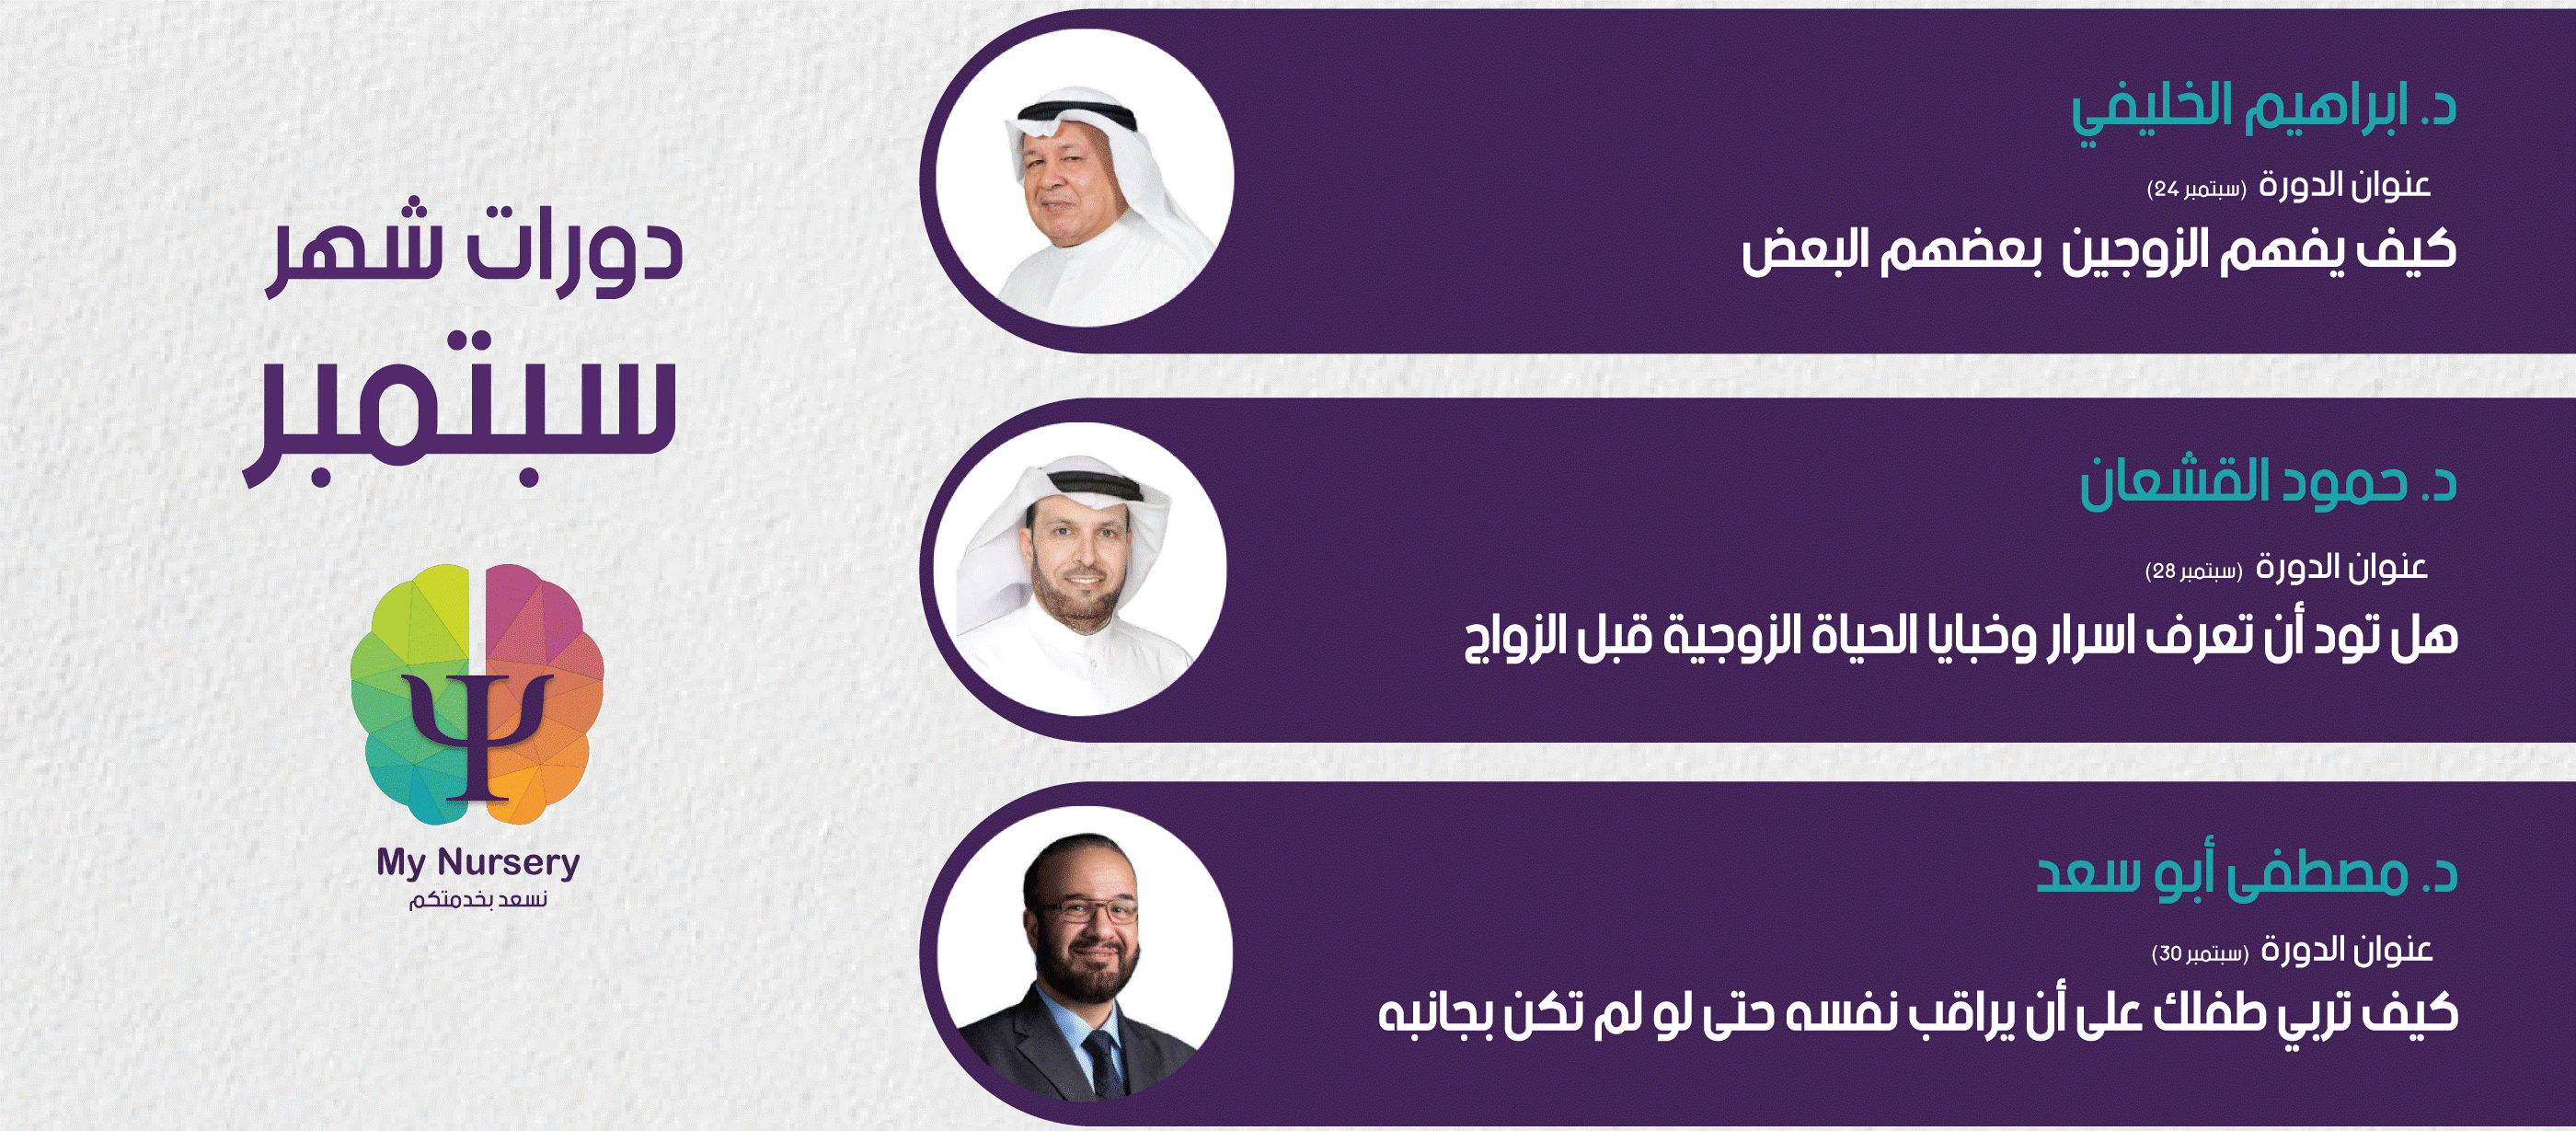 دورات شهر
سبتمبر
My Nursery
نسعد بخدمتكم
د. ابراهيم الخليفي
عنوان الدورة (سبتمبر 24)
كيف يفهم الزوجين بعضهم البعض
د. حمود القشعان
عنوان الدورة (سبتمبر 28)
هل تود أن تعرف اسرار وخبايا الحياة الزوجية قبل الزواج
د. مصطفى أبو سعد
عنوان الدورة (سبتمبر 30)
كيف تربي طفلك على أن يراقب نفسه حتى لو لم تكن بجانبه